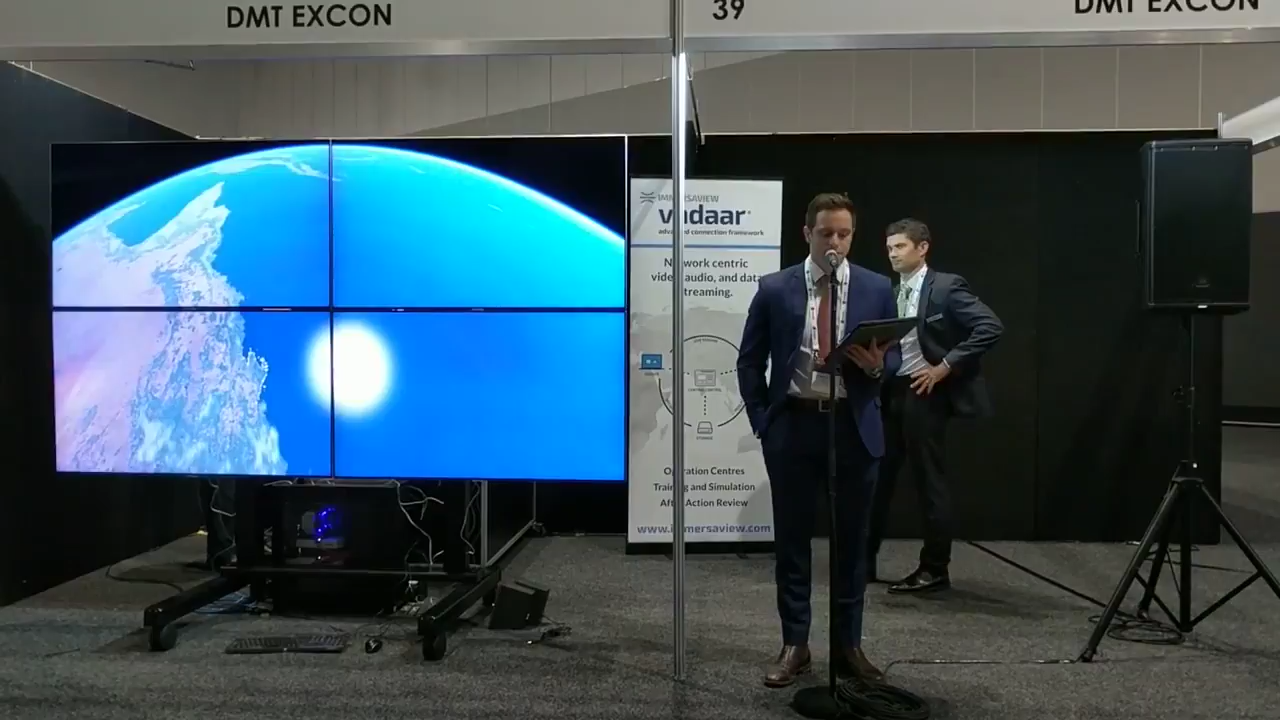 DMT EXCON
39
DMT EXCON
IMMERSAVIEW
vndaar
advanced connection framework
Network centric
video, audio, and data
streaming.
Operation Centres
Training and Simulation
After Action Review
www.immersaview.com